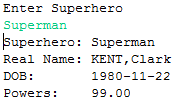 Enter Superhero
Superman
Superhero: Superman
Real Name: KENT,Clark
DOB:       1980-11-22
Powers:    99.00